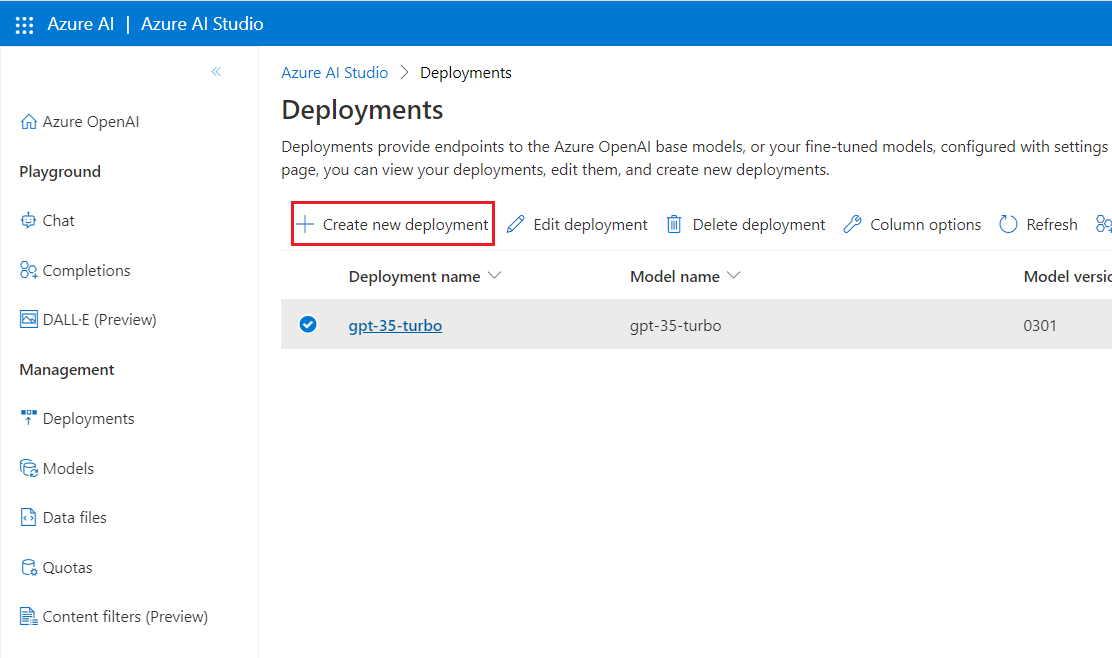 Azure AI | Azure AI Studio
Azure OpenAI
Playground
Chat
Completions
DALL·E (Preview)
Management
Deployments
Models
Data files
Quotas
Content filters (Preview)
Azure AI Studio > Deployments
Deployments
Deployments provide endpoints to the Azure OpenAI base models, or your fine-tuned models, configured with settings
page, you can view your deployments, edit them, and create new deployments.
Create new deployment Edit deployment Delete deployment Column options Refresh
Deployment name Model name Model
gpt-35-turbo gpt-35-turbo 0301